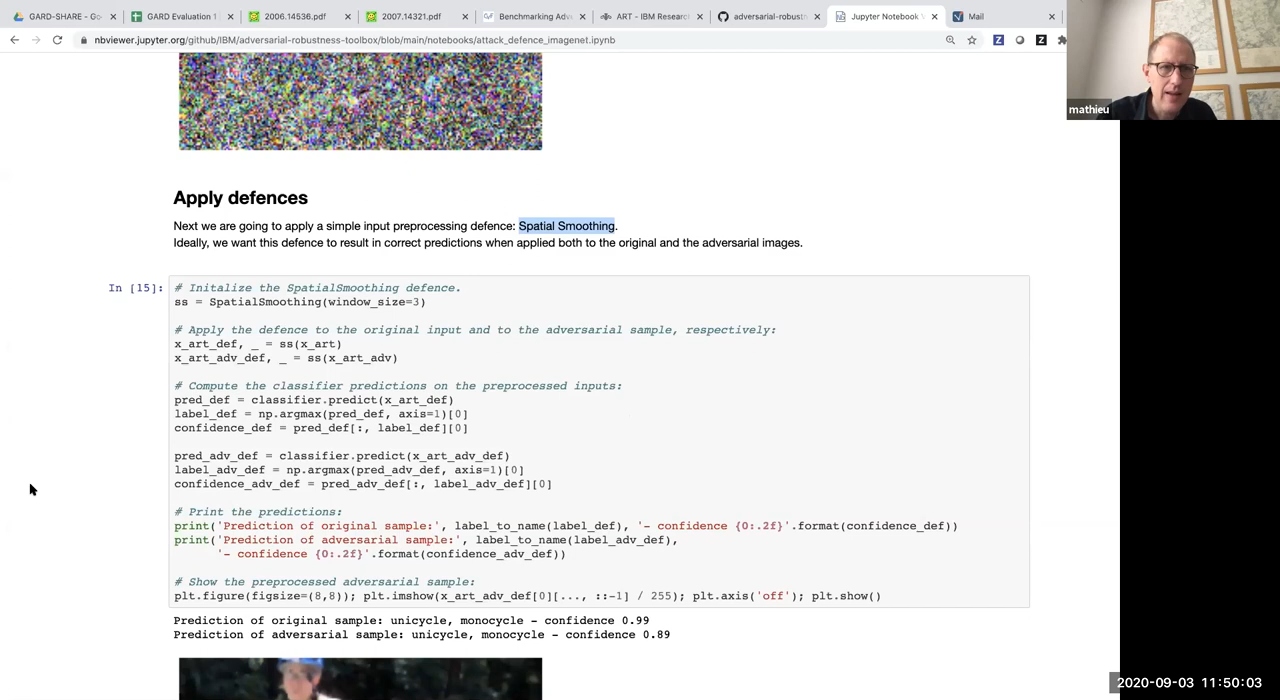 GARD-SHARE - Go
GARD Evaluation 1
2006.14536.pdf
2007.14321.pdf
Benchmarking Adv
ART - IBM Resear
adversarial-robust
Jupyter Notebook V
Mail
nbviewer.jupyter.org/github/IBM/adversarial-robustness-toolbox/blob/main/notebooks/attack_defence_imagenet.ipynb
mathieu
Apply defences
Next we are going to apply a simple input preprocessing defence: Spatial Smoothing.
Ideally, we want this defence to result in correct predictions when applied both to the original and the adversarial images.
In [15]:
# Initalize the SpatialSmoothing defence.
ss = SpatialSmoothing(window_size=3)
# Apply the defence to the original input and to the adversarial sample, respectively:
x_art_def, _ = ss(x_art)
x_art_adv_def, _ = ss(x_art_adv)
# Compute the classifier predictions on the preprocessed inputs:
pred_def = classifier.predict(x_art_def)
label_def = np.argmax(pred_def, axis=1)[0]
confidence_def = pred_def[:, label_def][0]
pred_adv_def = classifier.predict(x_art_adv_def)
label_adv_def = np.argmax(pred_adv_def, axis=1)[0]
confidence_adv_def = pred_adv_def[:, label_adv_def][0]
# Print the predictions:
print('Prediction of original sample:', label_to_name(label_def), '- confidence {0:.2f}'.format(confidence_def))
print('Prediction of adversarial sample:', label_to_name(label_adv_def),
'- confidence {0:.2f}'.format(confidence_adv_def))
# Show the preprocessed adversarial sample:
plt.figure(figsize=(8,8)); plt.imshow(x_art_adv_def[0][..., ::-1] / 255); plt.axis('off'); plt.show()
Prediction of original sample: unicycle, monocycle - confidence 0.99
Prediction of adversarial sample: unicycle, monocycle - confidence 0.89
2020-09-03 11:50:03